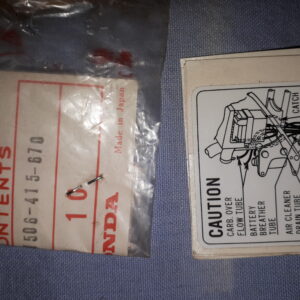 CONTENTS
506-415-670
10
HONDA
Made in Japan
CAUTION
CARB. OVER
FLOW TUBE
BATTERY
BREATHER
TUBE
AIR CLEANER
DRAIN TUBE
CATCH